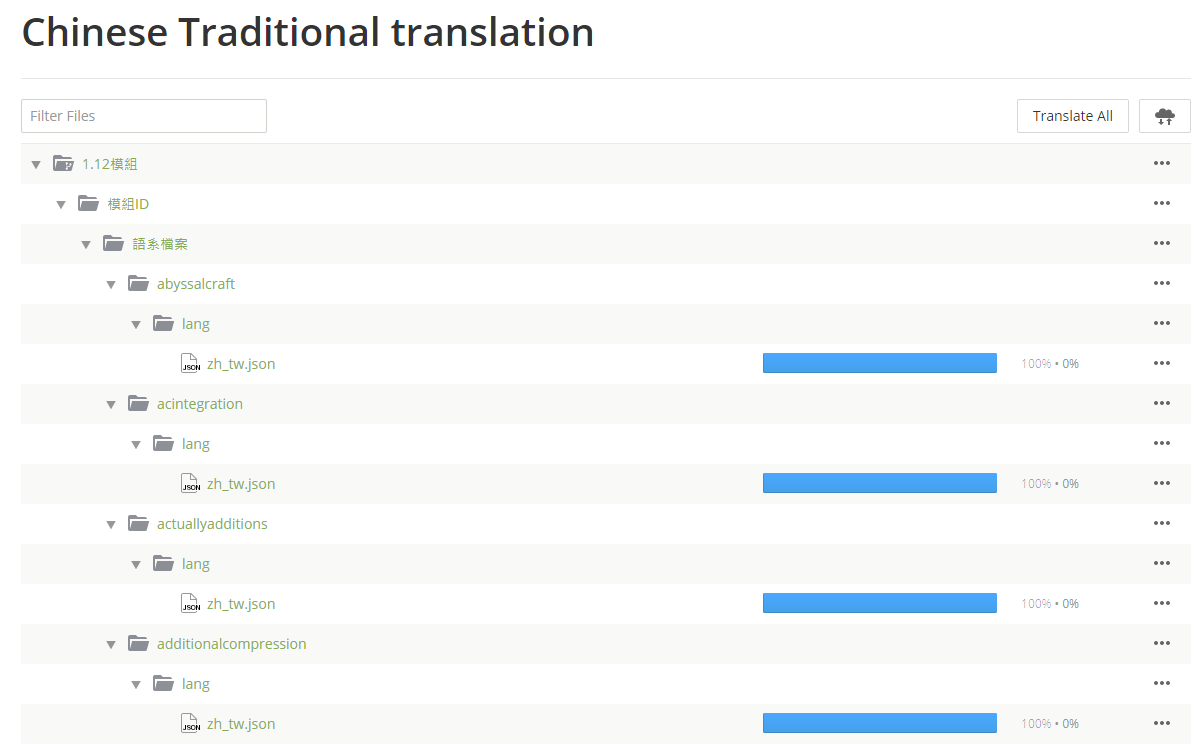 Chinese Traditional translation
Filter Files
Translate All
1.12模組
模組ID
語系檔案
abyssalcraft
lang
JSON zh_tw.json 100% • 0%
acintegration
lang
JSON zh_tw.json 100% • 0%
actuallyadditions
lang
JSON zh_tw.json 100% • 0%
additionalcompression
lang
JSON zh_tw.json 100% • 0%